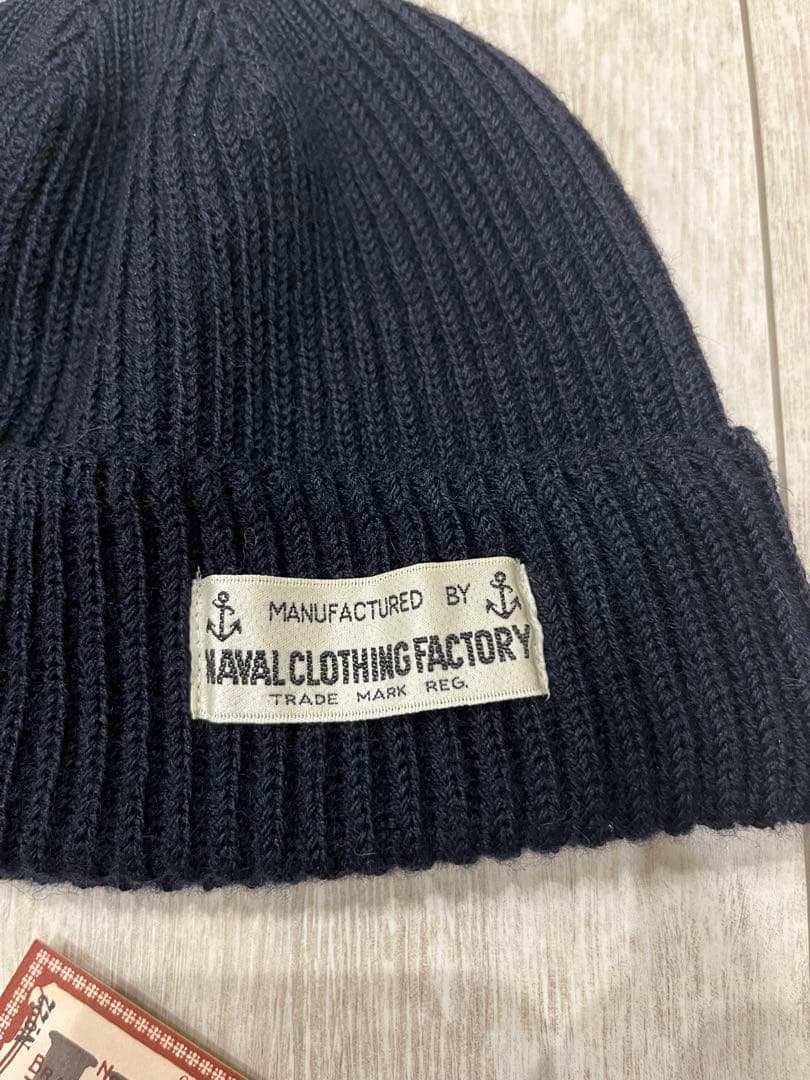 MANUFACTURED BY
NAVAL CLOTHING FACTORY
TRADE MARK REG.